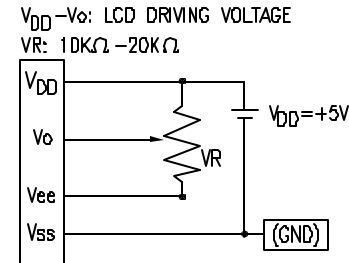 VDD-Vo: LCD DRIVING VOLTAGE
VR: 10KΩ-20KΩ
VDD
VDD=+5V
Vo
VR
Vee
Vss
(GND)